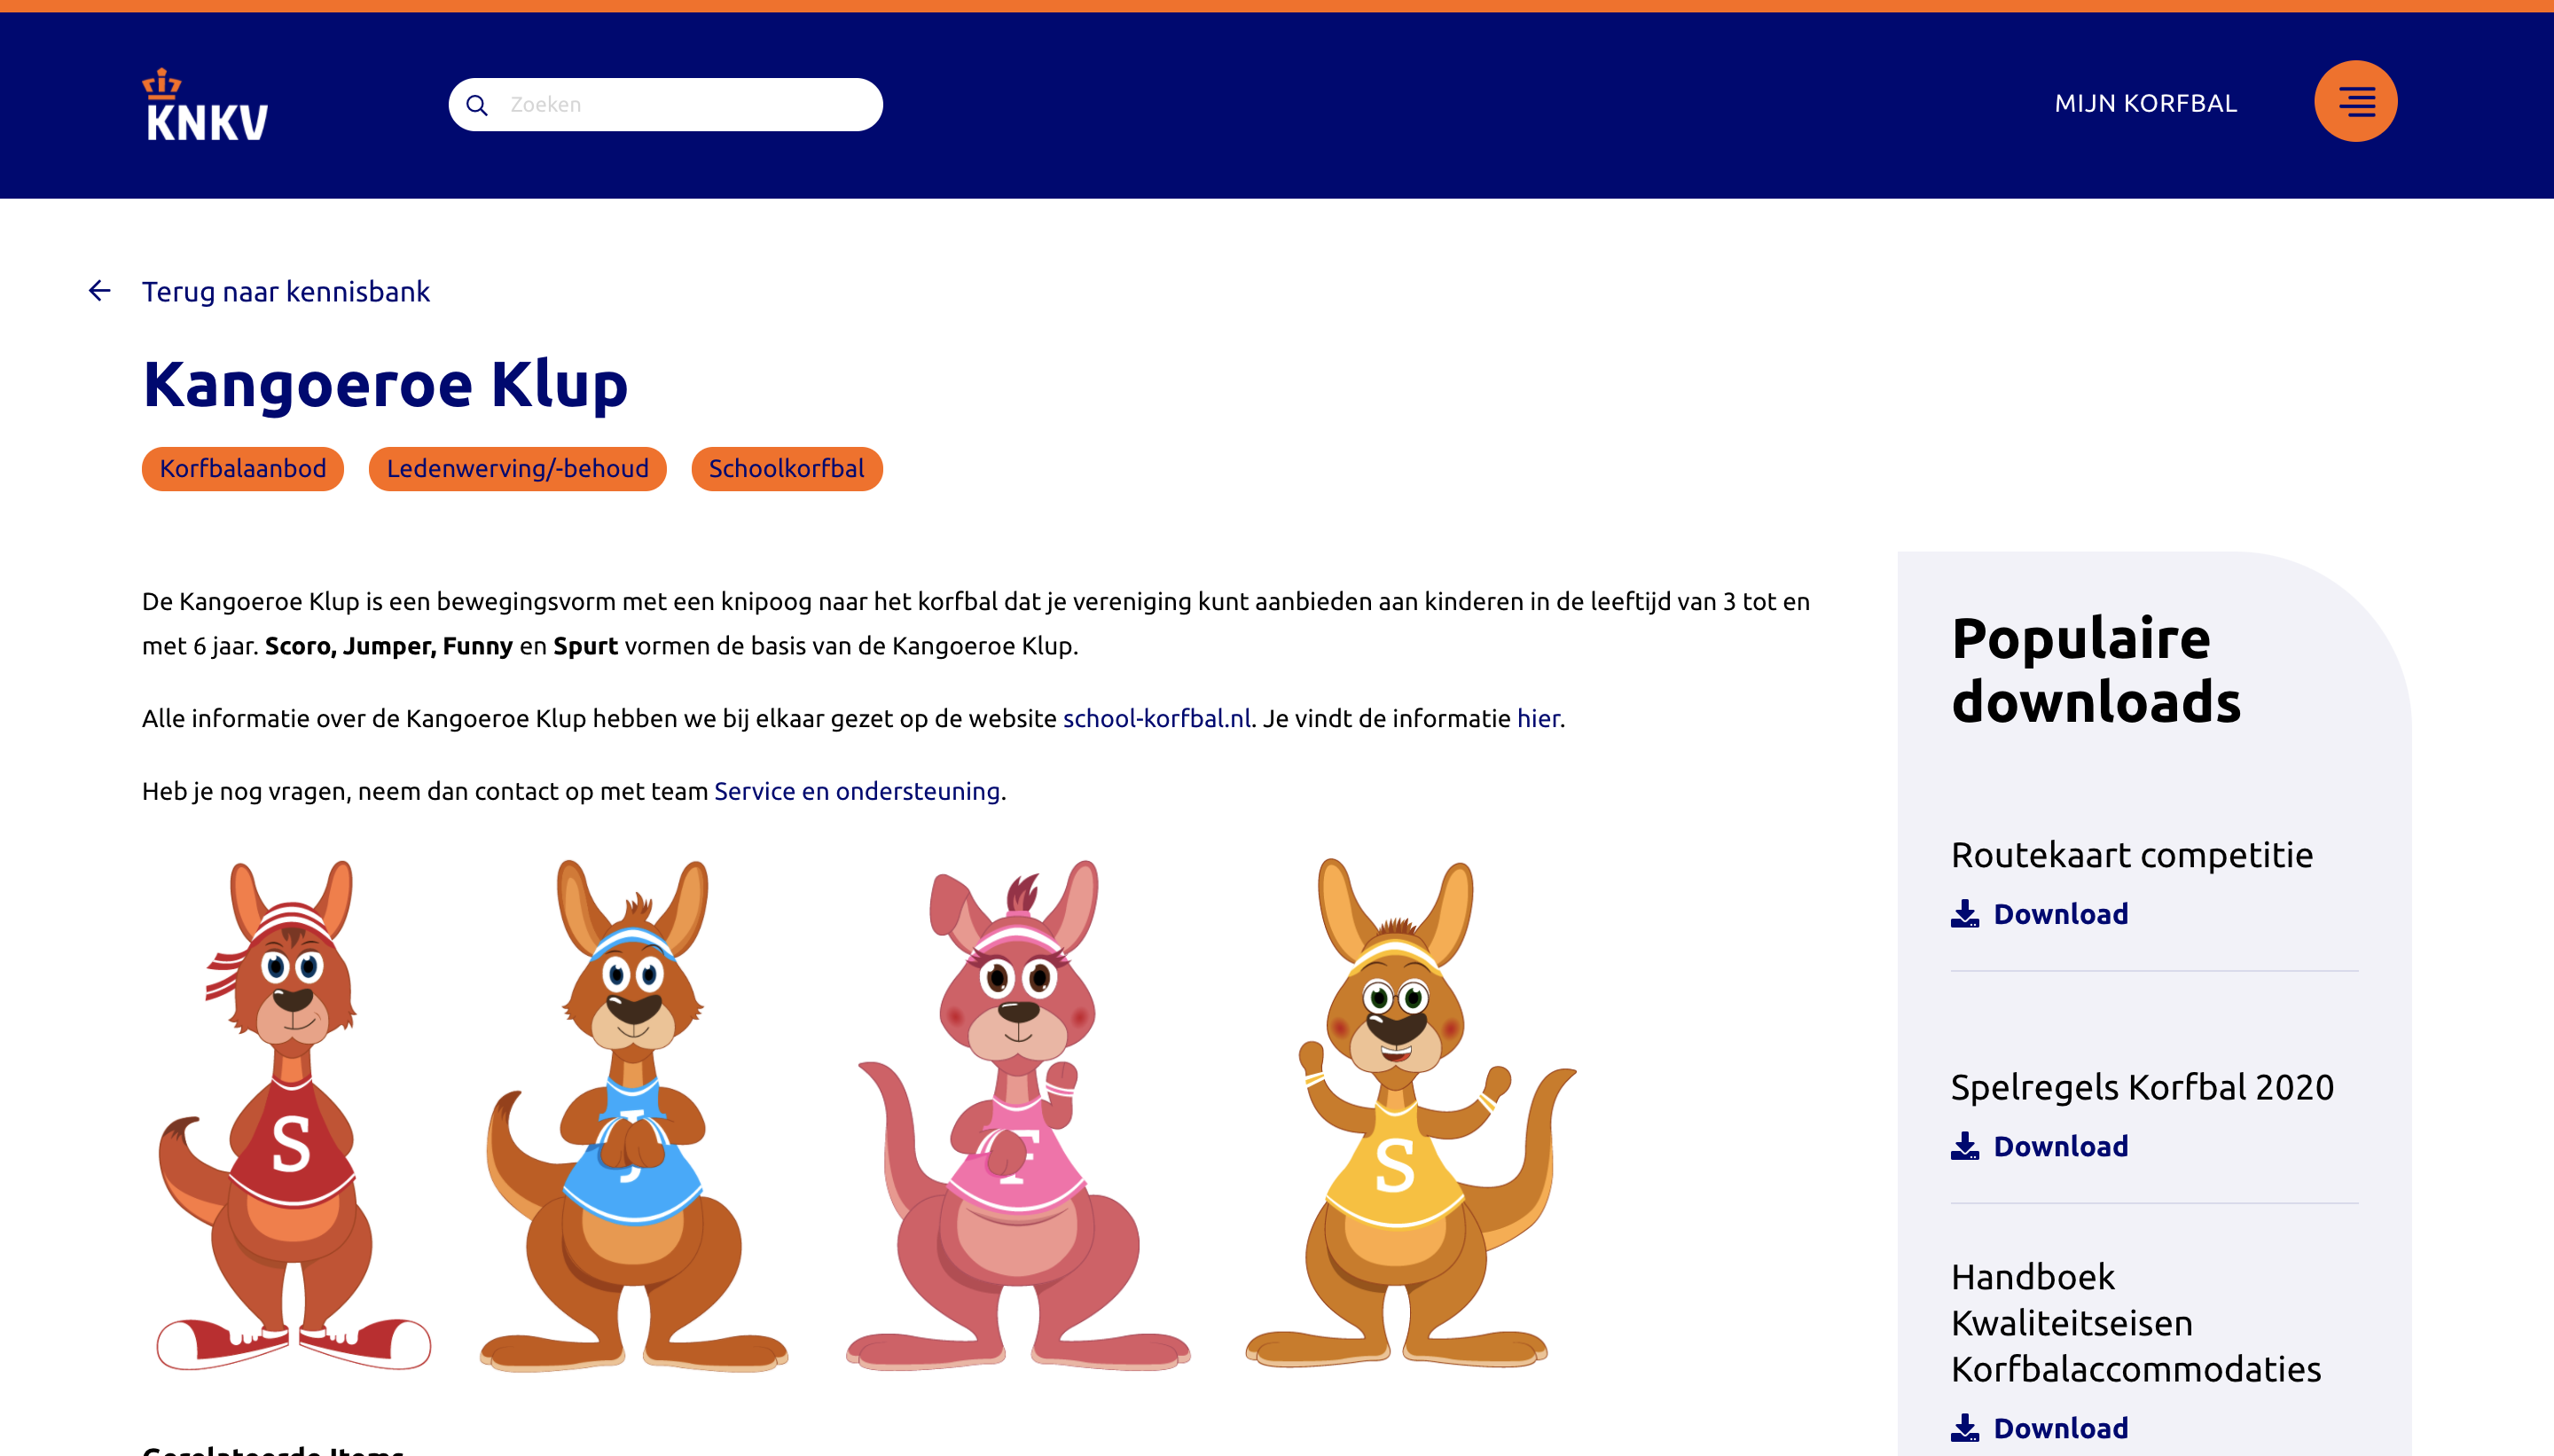 KNKV
Zoeken
MIJN KORFBAL
Terug naar kennisbank
Kangoeroe Klup
Korfbalaanbod
Ledenwerving/-behoud
Schoolkorfbal
De Kangoeroe Klup is een bewegingsvorm met een knipoog naar het korfbal dat je vereniging kunt aanbieden aan kinderen in de leeftijd van 3 tot en
met 6 jaar. Scoro, Jumper, Funny en Spurt vormen de basis van de Kangoeroe Klup.
Alle informatie over de Kangoeroe Klup hebben we bij elkaar gezet op de website school-korfbal.nl. Je vindt de informatie hier.
Heb je nog vragen, neem dan contact op met team Service en ondersteuning.
S
J
F
S
Gerelateerde Items
Populaire
downloads
Routekaart competitie
Download
Spelregels Korfbal 2020
Download
Handboek
Kwaliteitseisen
Korfbalaccommodaties
Download